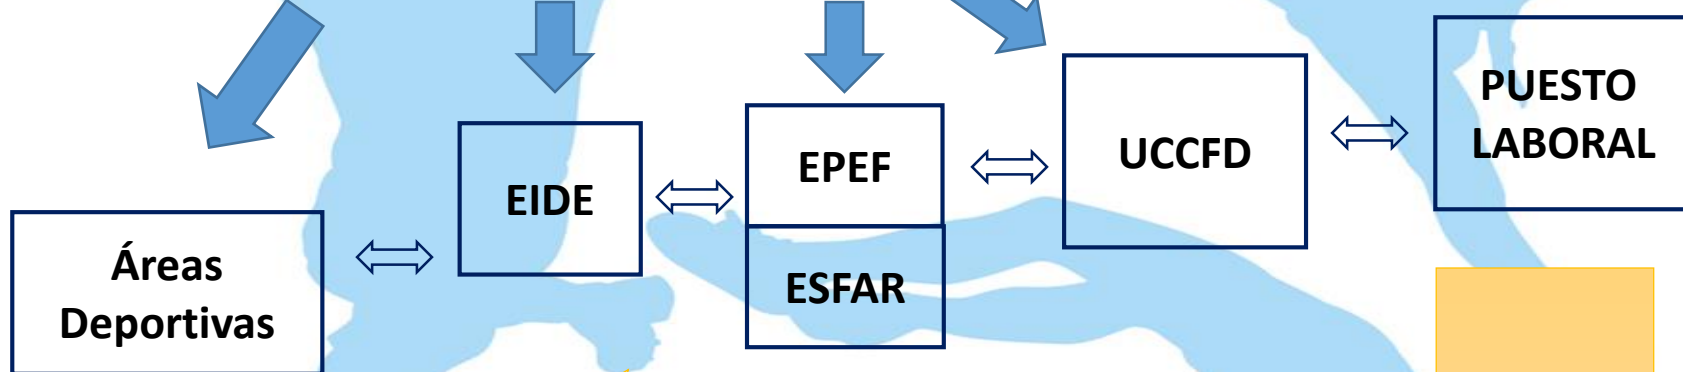 Áreas
Deportivas
EIDE
EPEF
ESFAR
UCCFD
PUESTO
LABORAL